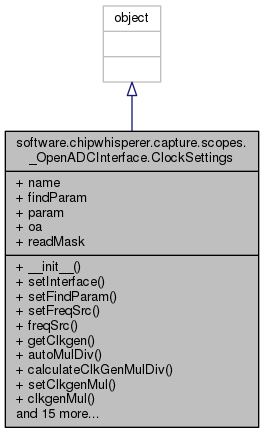 object
software.chipwhisperer.capture.scopes.
_OpenADCInterface.ClockSettings
+ name
+ findParam
+ param
+ oa
+ readMask
+ __init__()
+ setInterface()
+ setFindParam()
+ setFreqSrc()
+ freqSrc()
+ getClkgen()
+ autoMulDiv()
+ calculateClkGenMulDiv()
+ setClkgenMul()
+ clkgenMul()
and 15 more...